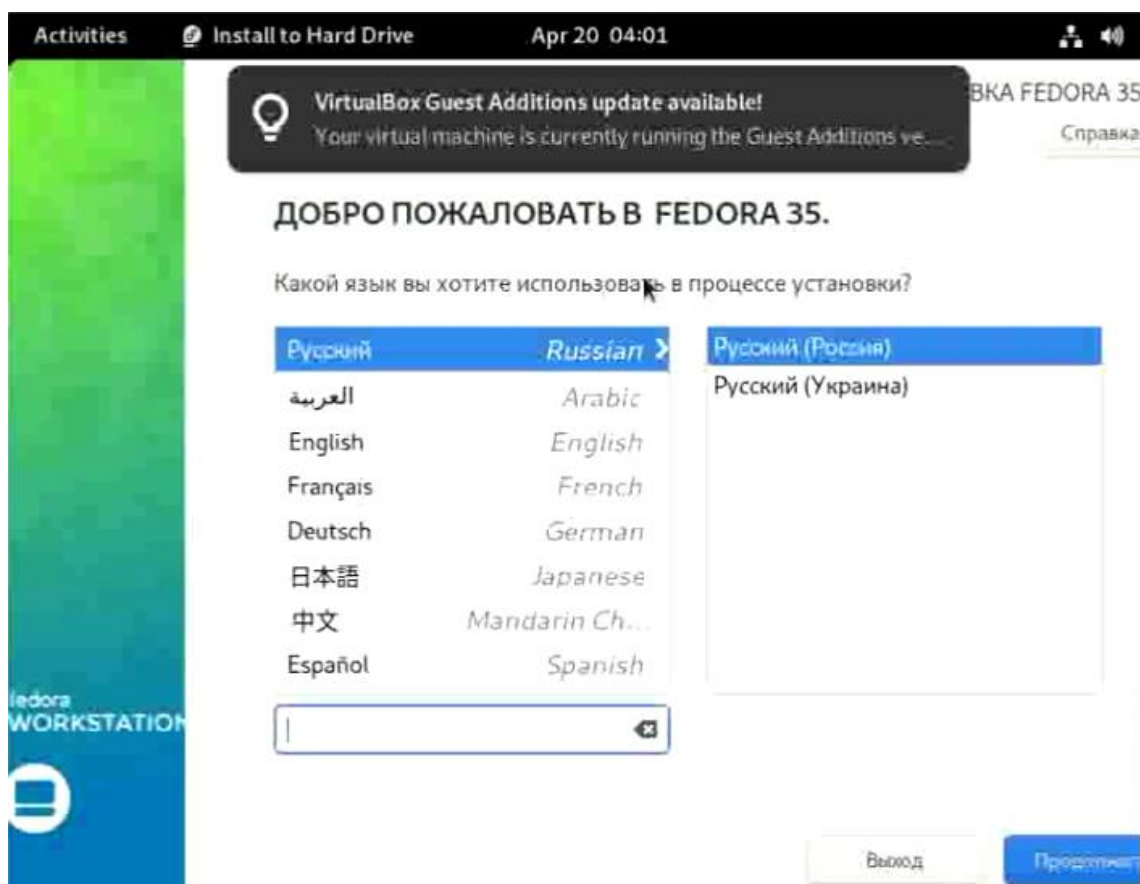 Activities Install to Hard Drive Apr 20 04:01
VirtualBox Guest Additions update available!
Your virtual machine is currently running the Guest Additions ve...
ВКА FEDORA 35
Справка
ДОБРО ПОЖАЛОВАТЬ В FEDORA 35.
Какой язык вы хотите использовать в процессе установки?
Русский Russian
Русский (Россия)
العربية Arabic
Русский (Украина)
English English
Français French
Deutsch German
日本語 Japanese
中文 Mandarin Ch...
Español Spanish
fedora
WORKSTATION
Выход